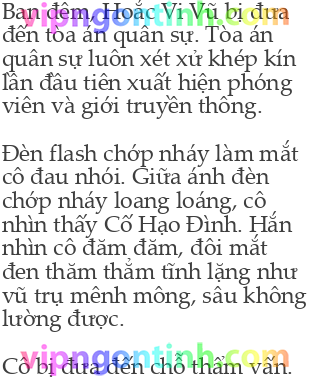 Ban đêm, Hoắc Vi Vũ bị đưa
đến tòa án quân sự. Tòa án
quân sự luôn xét xử khép kín
lần đầu tiên xuất hiện phóng
viên và giới truyền thông.
Đèn flash chớp nháy làm mắt
cô đau nhói. Giữa ánh đèn
chớp nháy loang loáng, cô
nhìn thấy Cố Hạo Đình. Hắn
nhìn cô đăm đăm, đôi mắt
đen thăm thẳm tĩnh lặng như
vũ trụ mênh mông, sâu không
lường được.
Cô bị đưa đến chỗ thẩm vấn.
vipngontinh.com
vipngontinh.com